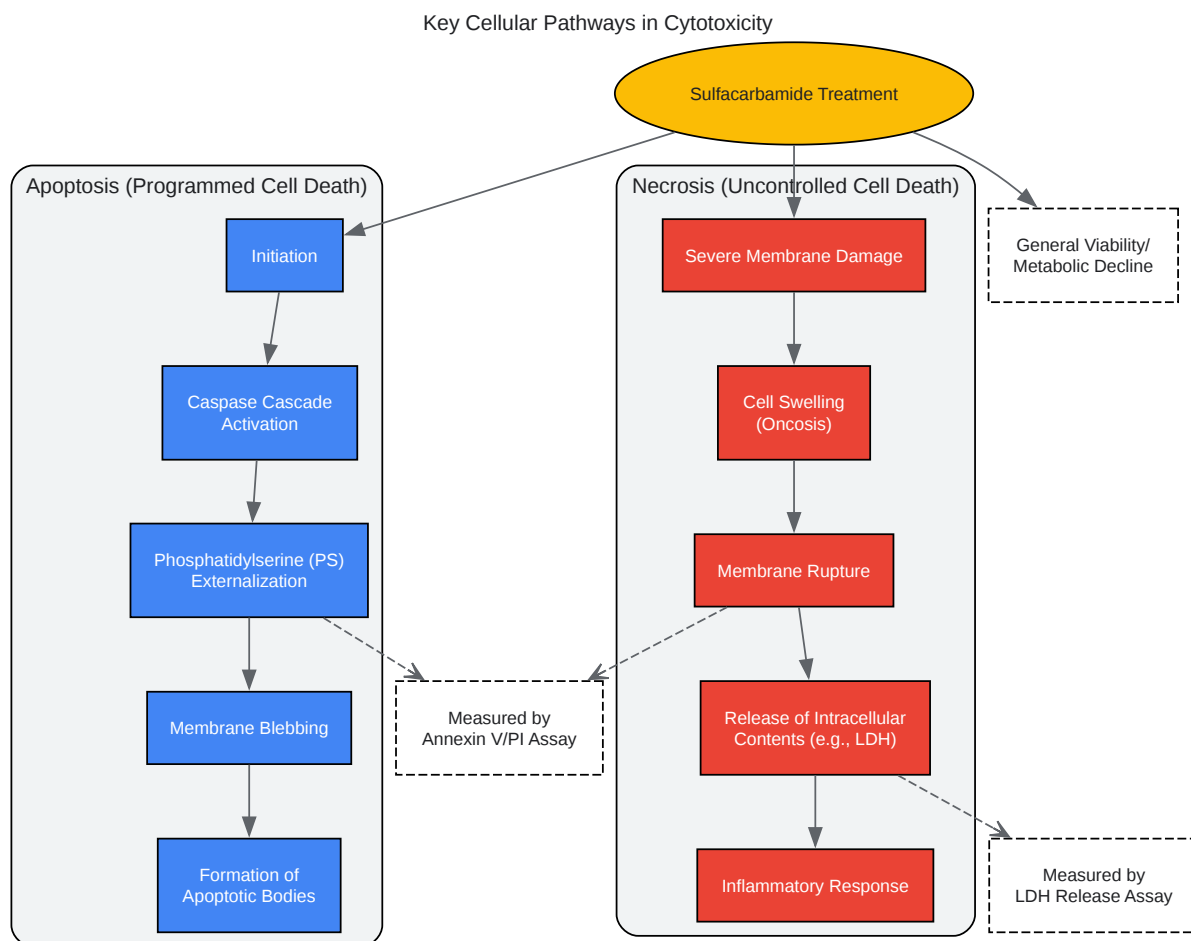 Key Cellular Pathways in Cytotoxicity
Sulfacarbamide Treatment
Apoptosis (Programmed Cell Death)
Initiation
Caspase Cascade
Activation
Phosphatidylserine (PS)
Externalization
Membrane Blebbing
Formation of
Apoptotic Bodies
Measured by
Annexin V/PI Assay
Necrosis (Uncontrolled Cell Death)
Severe Membrane Damage
Cell Swelling
(Oncosis)
Membrane Rupture
Release of Intracellular
Contents (e.g., LDH)
Inflammatory Response
General Viability/
Metabolic Decline
Measured by
LDH Release Assay